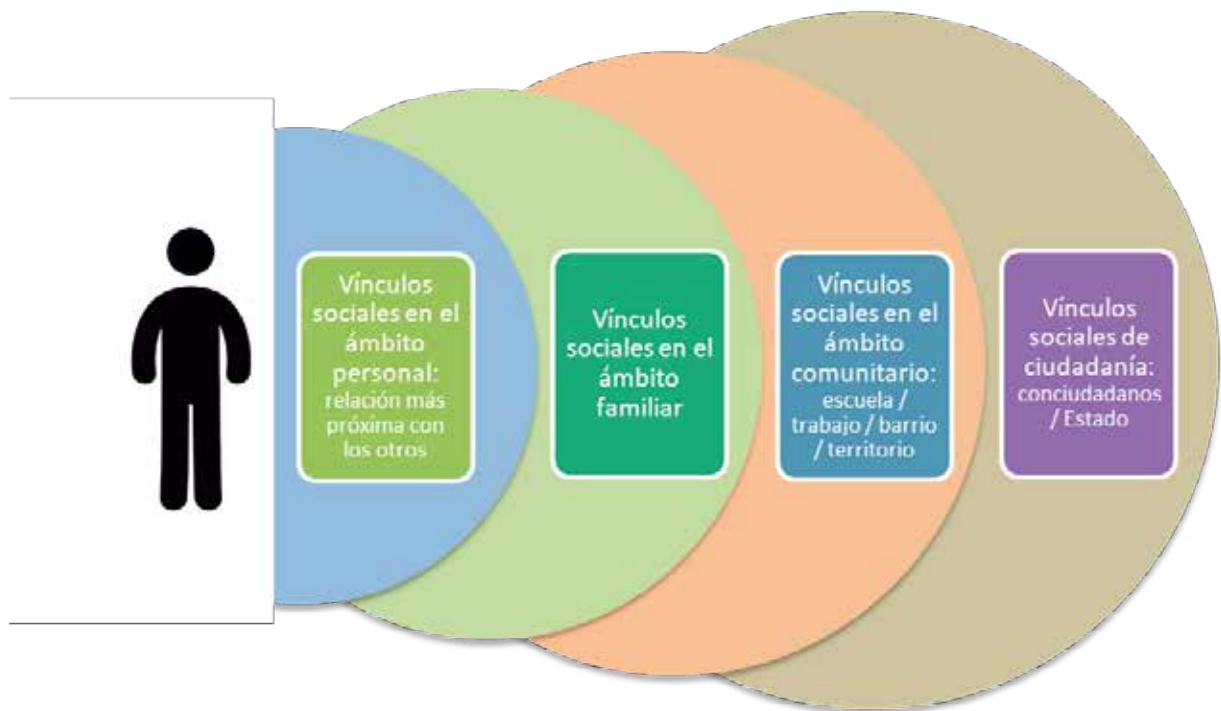 Vínculos
sociales en el
ámbito
personal:
relación más
próxima con
los otros
Vínculos
sociales en el
ámbito
familiar
Vínculos
sociales en el
ámbito
comunitario:
escuela /
trabajo / barrio
/ territorio
Vínculos
sociales de
ciudadanía:
conciudadanos
/ Estado